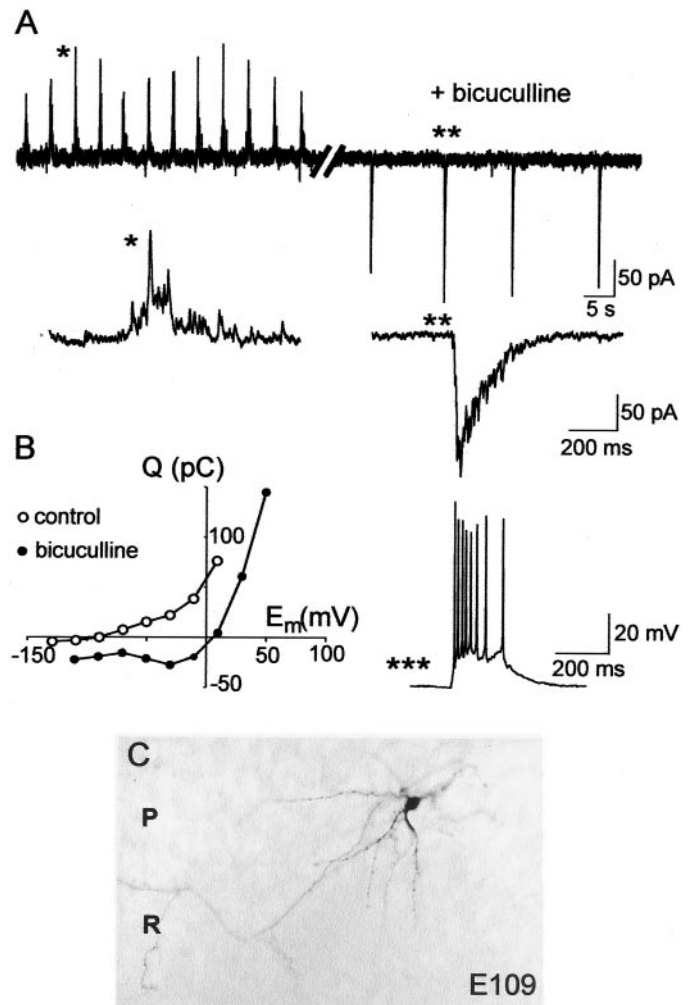 A
*
+ bicuculline
**
*
50 pA
5 s
**
50 pA
200 ms
B
Q (pC)
control
bicuculline
100
Em(mV)
-150
50
100
-50
20 mV
200 ms
***
C
P
R
E109